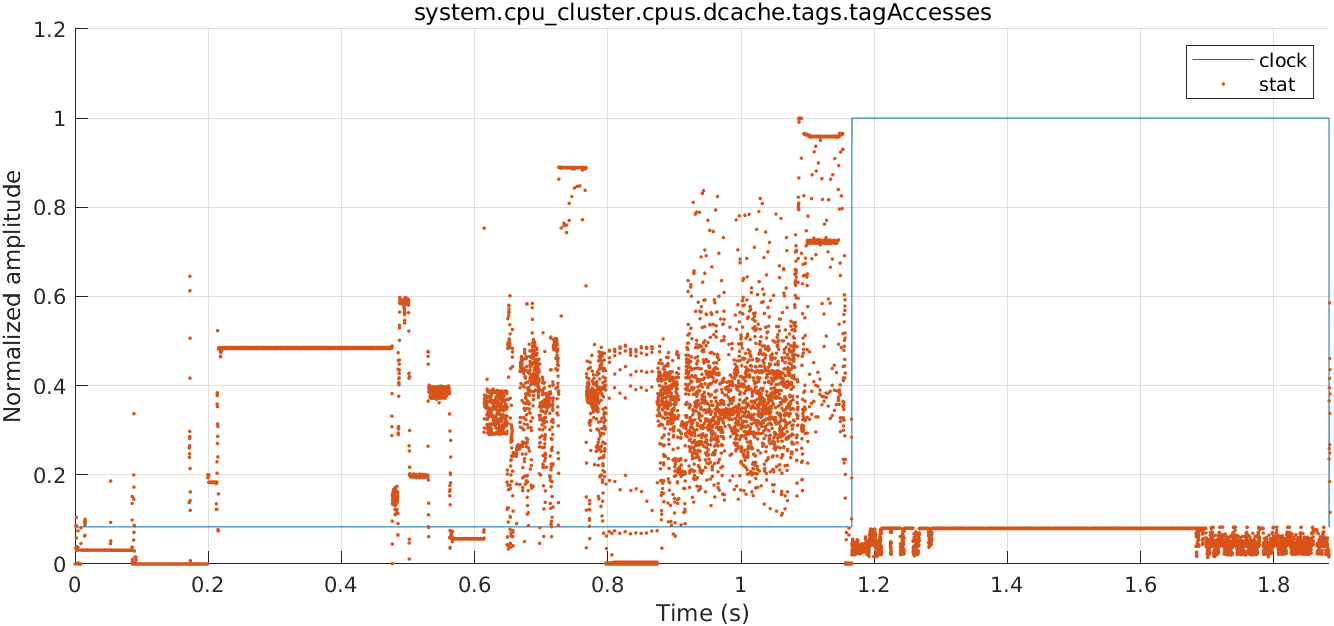 system.cpu_cluster.cpus.dcache.tags.tagAccesses
1.2
1
0.8
0.6
0.4
0.2
0
Normalized amplitude
clock
stat
0 0.2 0.4 0.6 0.8 1 1.2 1.4 1.6 1.8
Time (s)